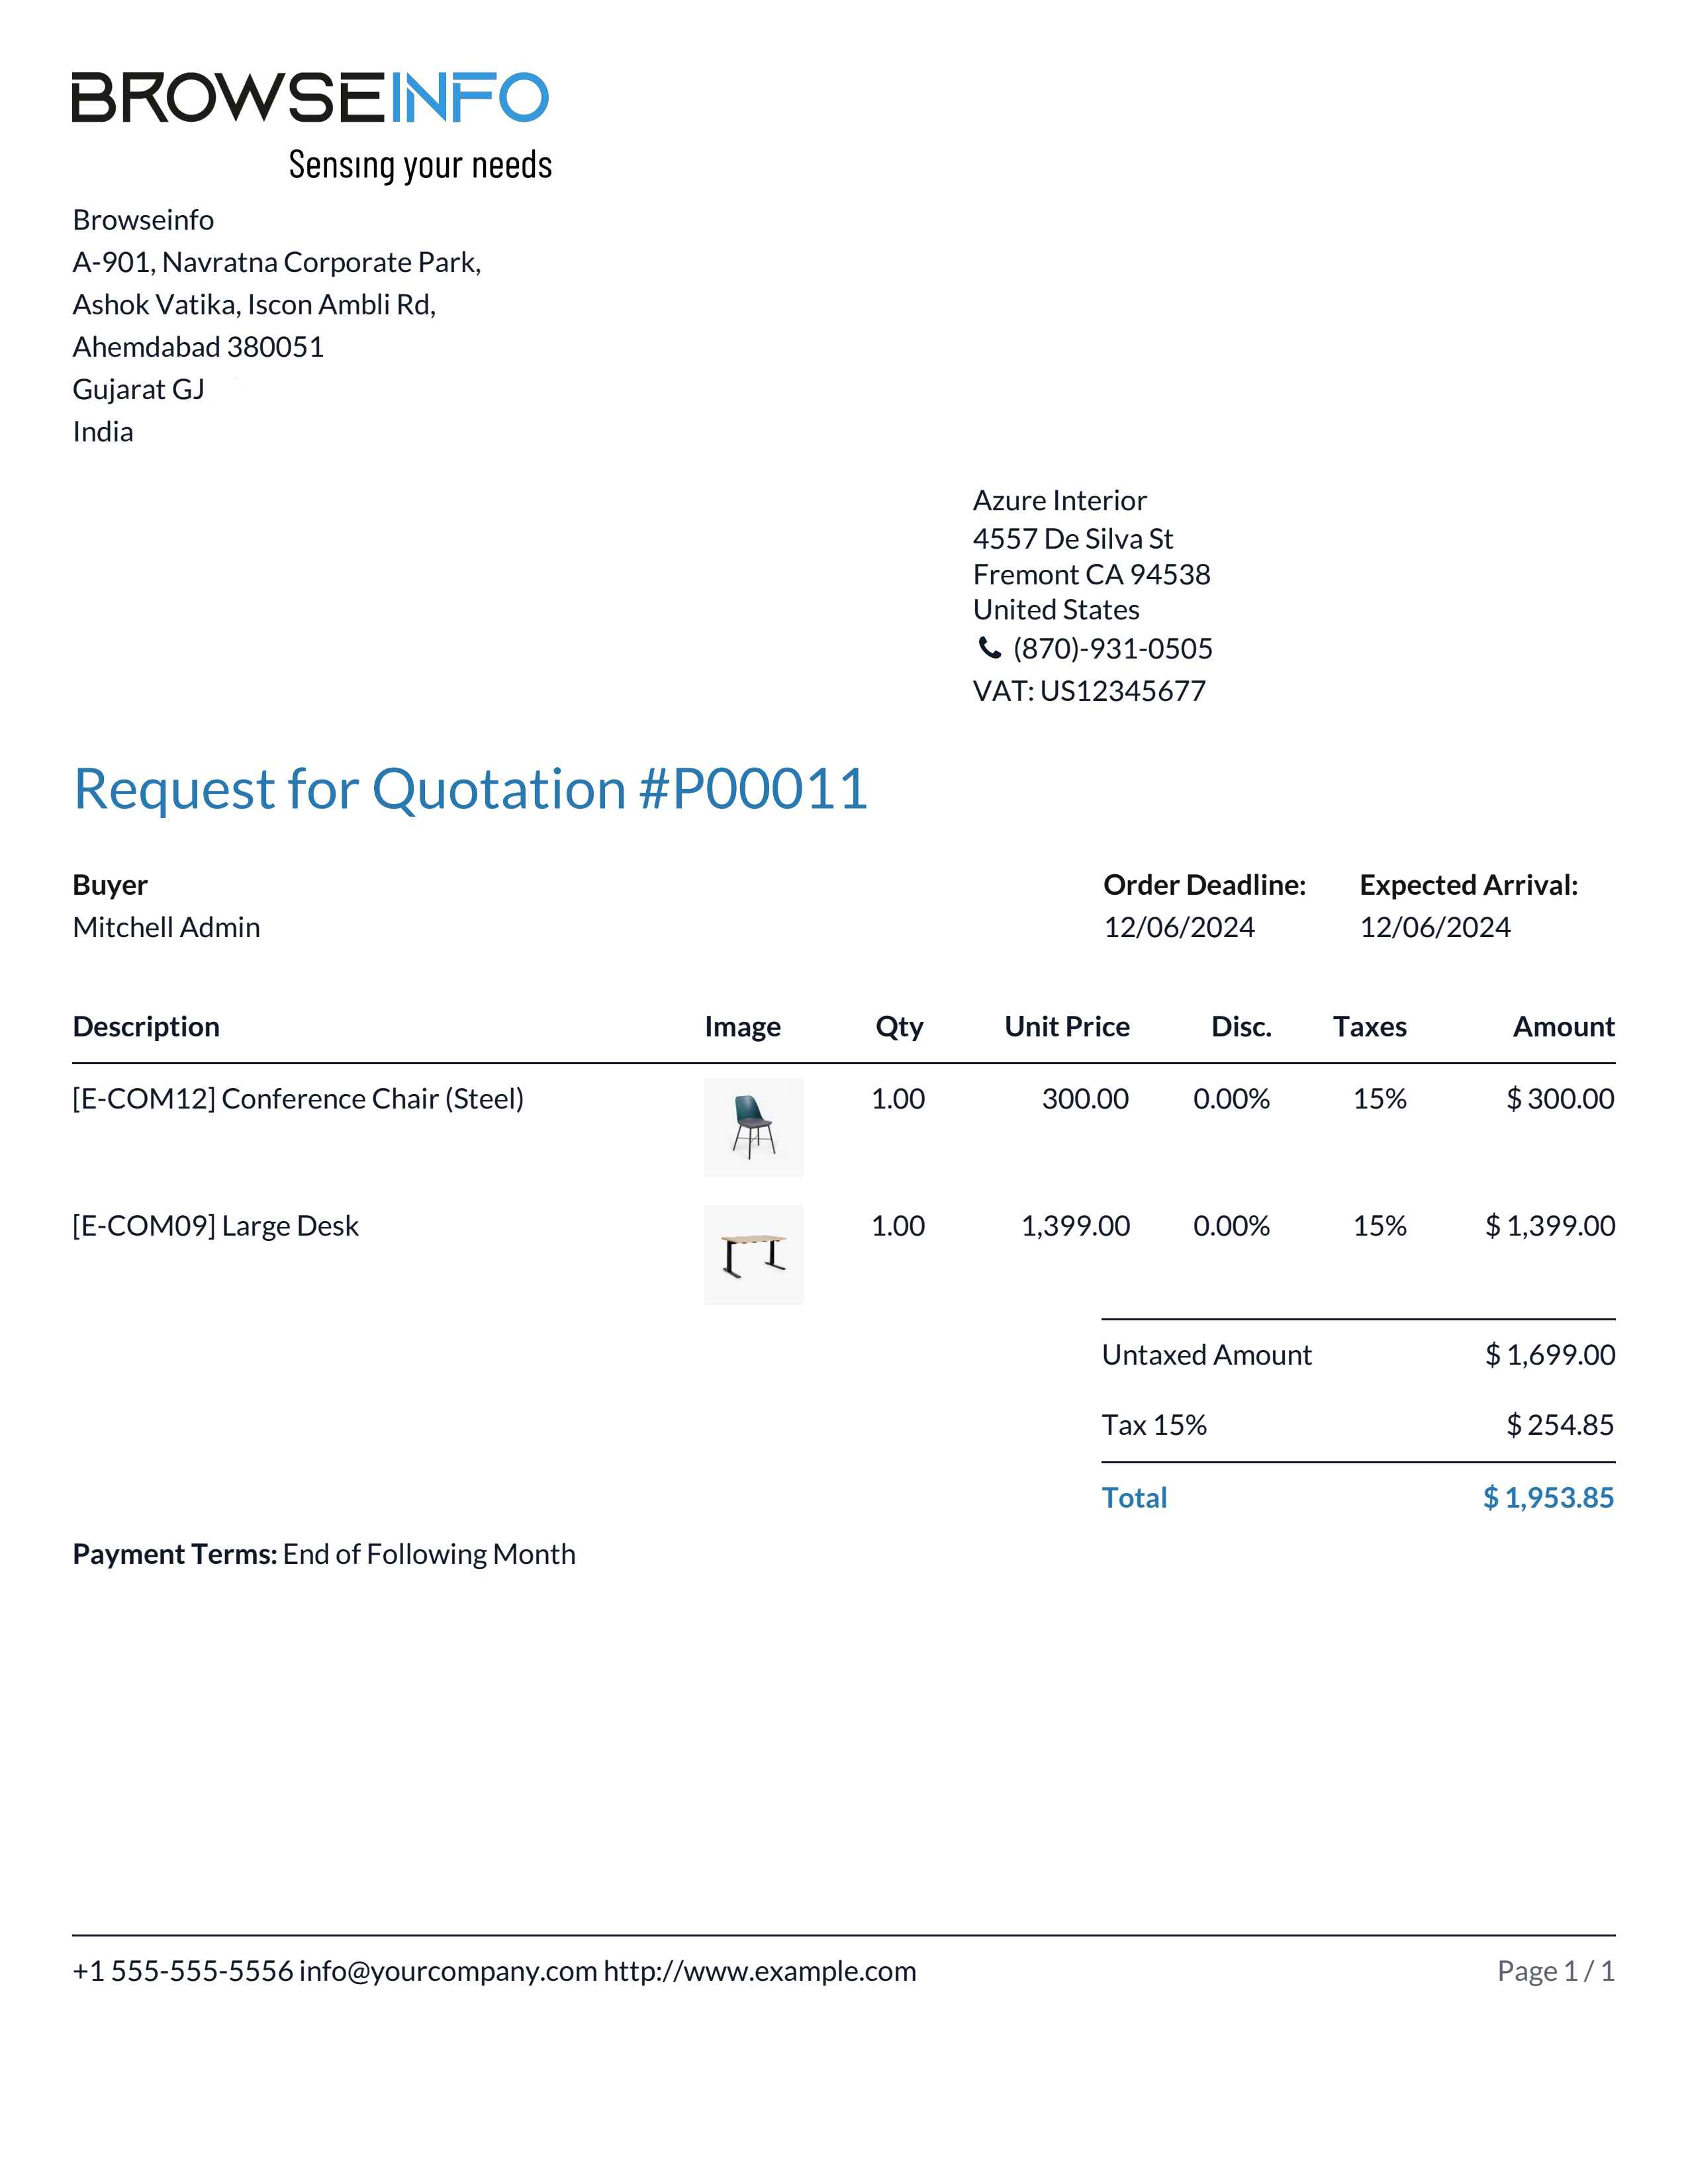 BROWSEINFO
Sensing your needs
Browseinfo
A-901, Navratna Corporate Park,
Ashok Vatika, Iscon Ambli Rd,
Ahemdabad 380051
Gujarat GJ
India
Azure Interior
4557 De Silva St
Fremont CA 94538
United States
(870)-931-0505
VAT: US12345677
Request for Quotation #P00011
Buyer Order Deadline: Expected Arrival:
Mitchell Admin 12/06/2024 12/06/2024
Description Image Qty Unit Price Disc. Taxes Amount
[E-COM12] Conference Chair (Steel) 1.00 300.00 0.00% 15% $ 300.00
[E-COM09] Large Desk 1.00 1,399.00 0.00% 15% $ 1,399.00
Untaxed Amount $ 1,699.00
Tax 15% $ 254.85
Total $ 1,953.85
Payment Terms: End of Following Month
+1 555-555-5556 info@yourcompany.com http://www.example.com Page 1 / 1